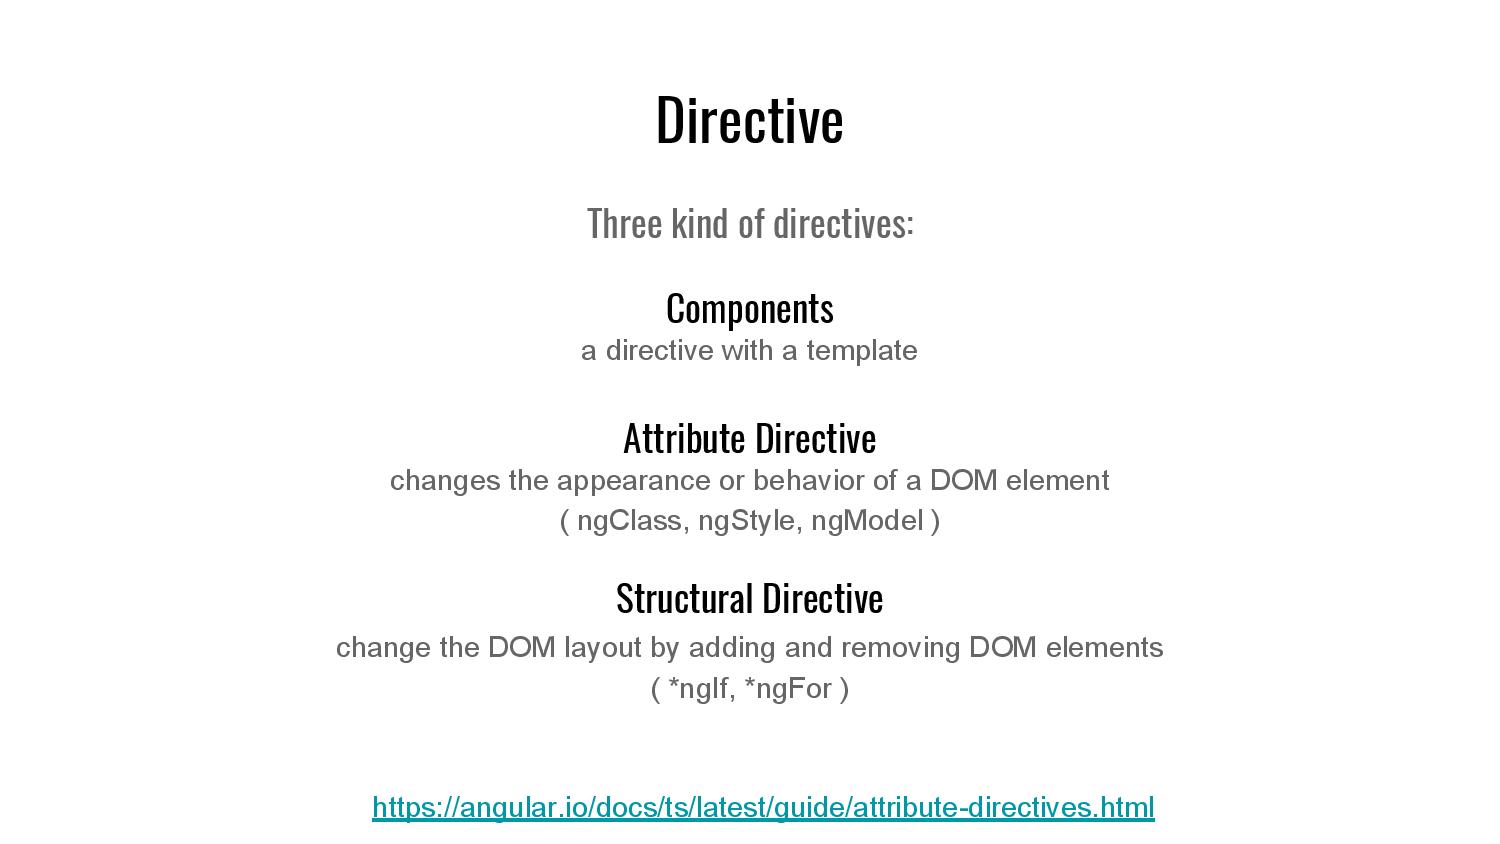 Directive
Three kind of directives:
Components
a directive with a template
Attribute Directive
changes the appearance or behavior of a DOM element
( ngClass, ngStyle, ngModel )
Structural Directive
change the DOM layout by adding and removing DOM elements
( *ngIf, *ngFor )
https://angular.io/docs/ts/latest/guide/attribute-directives.html